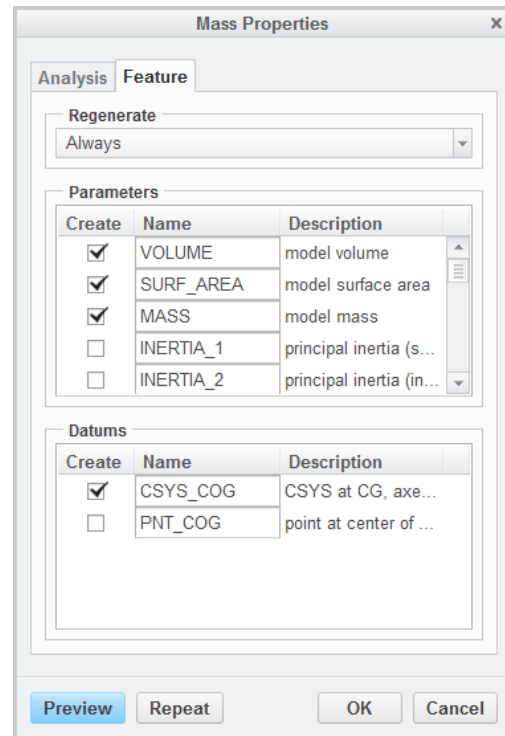 Mass Properties x
Analysis Feature
Regenerate
Always
Parameters
Create Name Description
VOLUME model volume
SURF_AREA model surface area
MASS model mass
INERTIA_1 principal inertia (s...
INERTIA_2 principal inertia (in...
Datums
Create Name Description
CSYS_COG CSYS at CG, axe...
PNT_COG point at center of ...
Preview Repeat OK Cancel